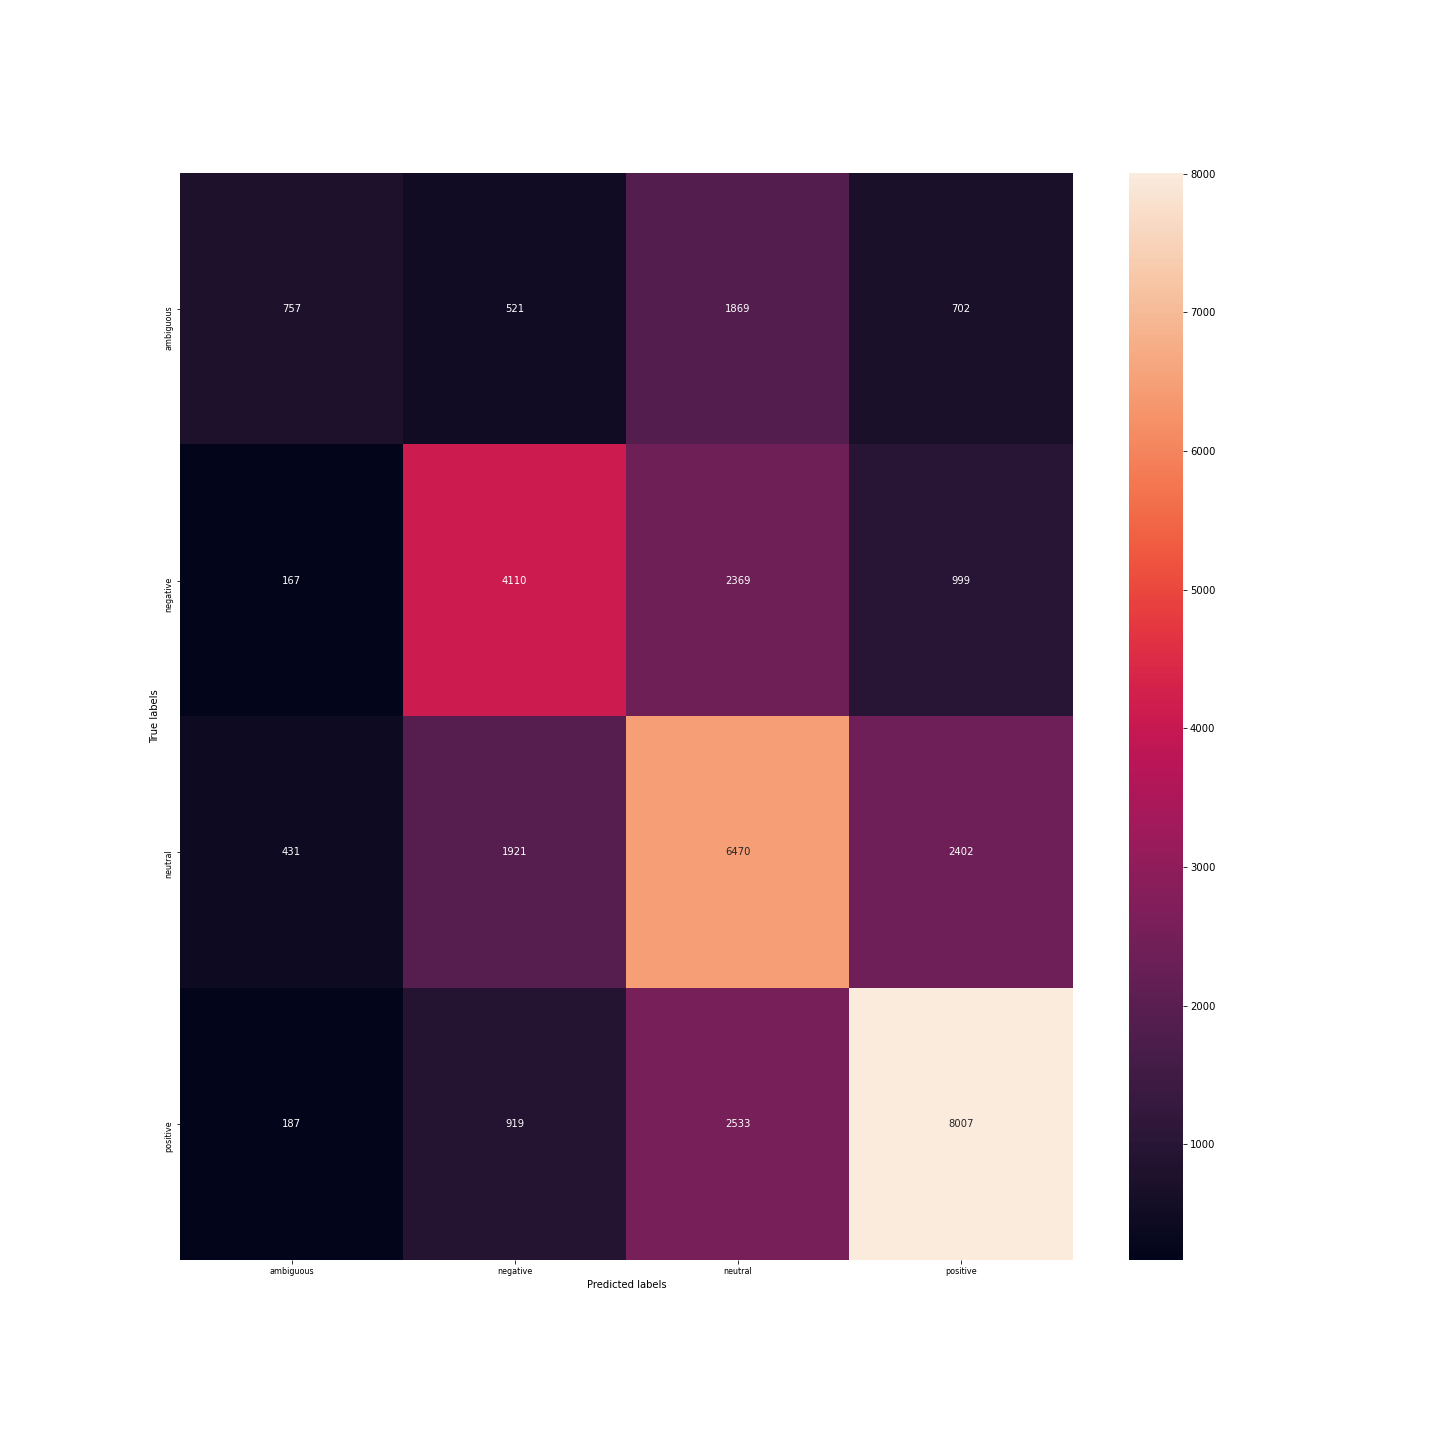 8000
7000
6000
5000
4000
3000
2000
1000
True labels
ambiguous
negative
neutral
positive
757 521 1869 702
167 4110 2369 999
431 1921 6470 2402
187 919 2533 8007
ambiguous negative neutral positive
Predicted labels